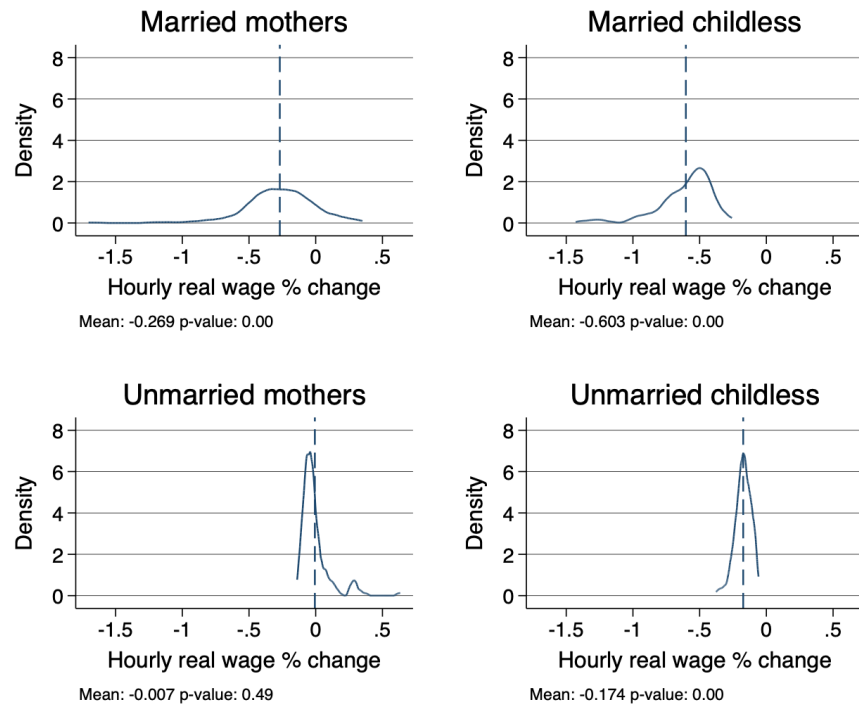 Married mothers
8
6
4
2
0
Density
-1.5 -1 -.5 0 .5
Hourly real wage % change
Mean: -0.269 p-value: 0.00
Married childless
8
6
4
2
0
Density
-1.5 -1 -.5 0 .5
Hourly real wage % change
Mean: -0.603 p-value: 0.00
Unmarried mothers
8
6
4
2
0
Density
-1.5 -1 -.5 0 .5
Hourly real wage % change
Mean: -0.007 p-value: 0.49
Unmarried childless
8
6
4
2
0
Density
-1.5 -1 -.5 0 .5
Hourly real wage % change
Mean: -0.174 p-value: 0.00